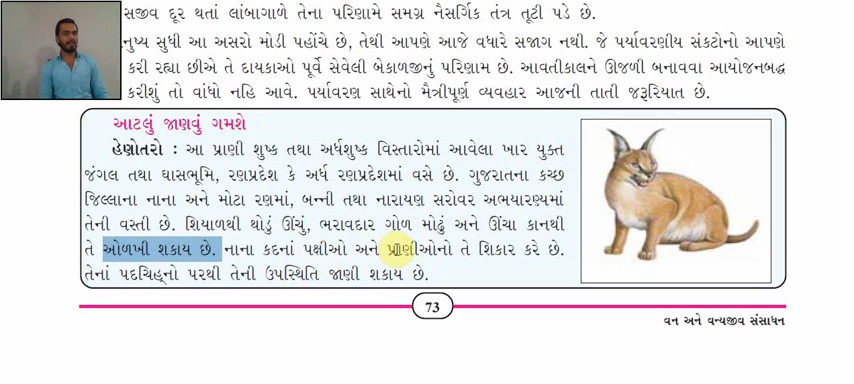 સજીવ દૂર થતાં લાંબાગાળે તેના પરિણામે સમગ્ર નૈસર્ગિક તંત્ર તૂટી પડે છે.
મનુષ્ય સુધી આ અસરો મોડી પહોંચે છે, તેથી આપણે આજે વધારે સજાગ નથી. જે પર્યાવરણીય સંકટોનો આપણે
કરી રહ્યા છીએ તે દાયકાઓ પૂર્વે સેવેલી બેકાળજીનું પરિણામ છે. આવતીકાલને ઊજળી બનાવવા આયોજનબદ્ધ
કરીશું તો વાંધો નહિ આવે. પર્યાવરણ સાથેનો મૈત્રીપૂર્ણ વ્યવહાર આજની તાતી જરૂરિયાત છે.
આટલું જાણવું ગમશે
હેણોતરો : આ પ્રાણી શુષ્ક તથા અર્ધશુષ્ક વિસ્તારોમાં આવેલા ખાર યુક્ત
જંગલ તથા ઘાસભૂમિ, રણપ્રદેશ કે અર્ધ રણપ્રદેશમાં વસે છે. ગુજરાતના કચ્છ
જિલ્લાના નાના અને મોટા રણમાં, બન્ની તથા નારાયણ સરોવર અભયારણ્યમાં
તેની વસ્તી છે. શિયાળથી થોડું ઊંચું, ભરાવદાર ગોળ મોઢું અને ઊંચા કાનથી
તે ઓળખી શકાય છે. નાના કદનાં પક્ષીઓ અને પ્રાણીઓનો તે શિકાર કરે છે.
તેનાં પદચિહ્નો પરથી તેની ઉપસ્થિતિ જાણી શકાય છે.
73
વન અને વન્યજીવ સંસાધન